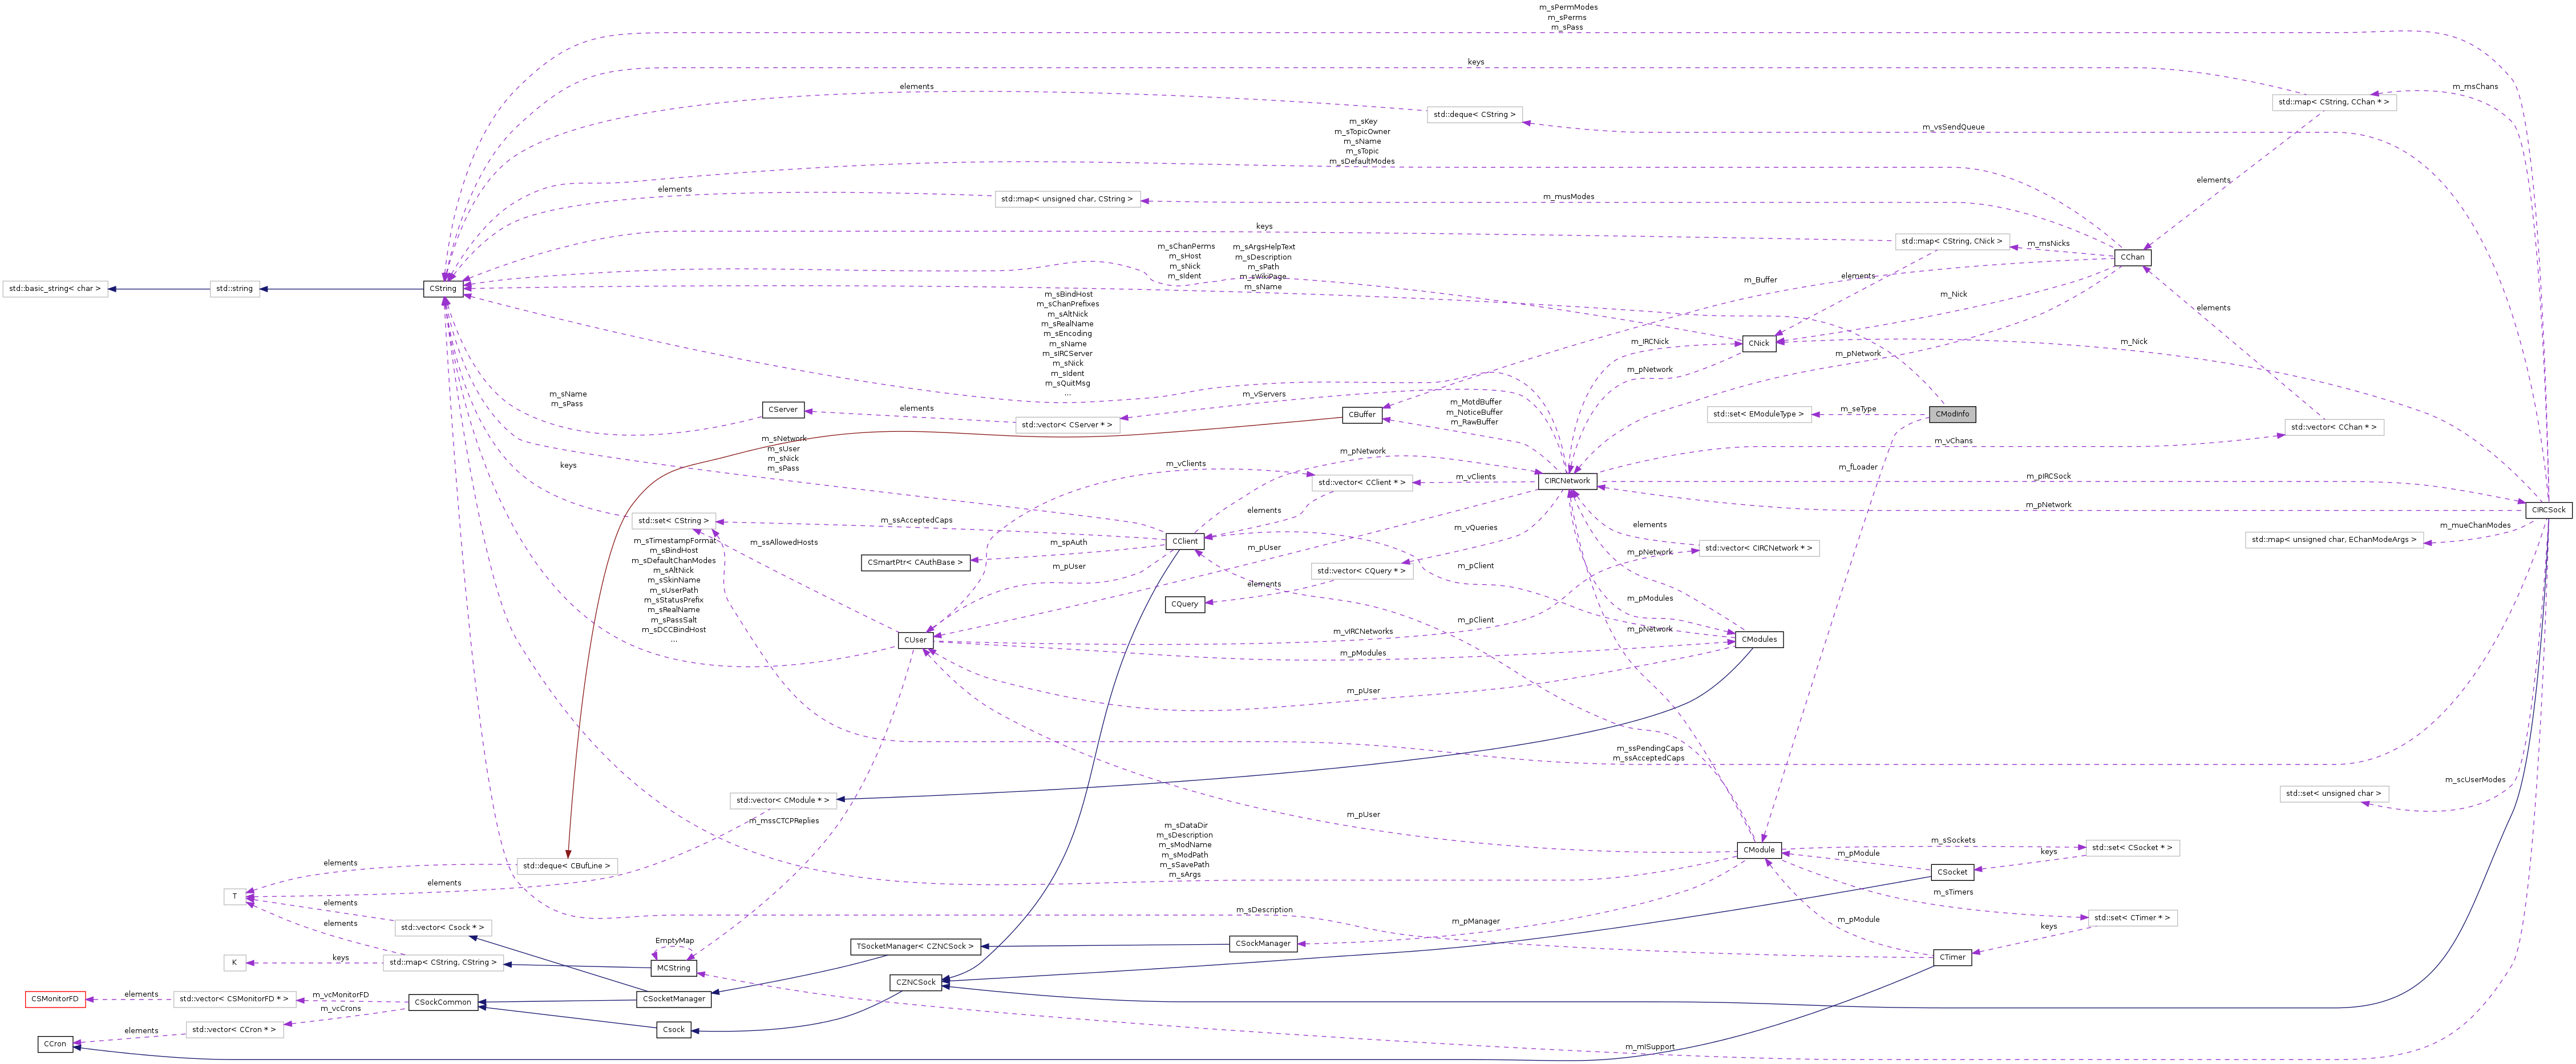 m_sPermModes
m_sPerms
m_sPass
keys
elements
m_msChans
std::map< CString, CChan * >
std::deque< CString >
m_vsSendQueue
m_sKey
m_sTopicOwner
m_sName
m_sTopic
m_sDefaultModes
elements
elements
std::map< unsigned char, CString >
m_musModes
keys
std::map< CString, CNick >
m_msNicks
CChan
m_sChanPerms
m_sHost
m_sNick
m_sIdent
m_sArgsHelpText
m_sDescription
m_sPath
m_sWikiPage
m_sName
m_Buffer
elements
std::basic_string< char >
std::string
CString
m_Nick
elements
m_sBindHost
m_sChanPrefixes
m_sAltNick
m_sRealName
m_sEncoding
m_sName
m_sIRCServer
m_sNick
m_sIdent
m_sQuitMsg
...
m_IRCNick
CNick
m_Nick
m_pNetwork
m_pNetwork
m_sName
m_sPass
CServer
elements
std::vector< CServer * >
m_vServers
CBuffer
m_MotdBuffer
m_NoticeBuffer
m_RawBuffer
std::set< EModuleType >
m_seType
CModInfo
std::vector< CChan * >
m_vChans
m_sNetwork
m_sUser
m_sNick
m_sPass
keys
m_vClients
m_pNetwork
m_fLoader
std::vector< CClient * >
m_vClients
CIRCNetwork
m_pIRCSock
elements
m_pNetwork
CIRCSock
std::set< CString >
m_ssAcceptedCaps
m_vQueries
elements
m_mueChanModes
std::map< unsigned char, EChanModeArgs >
m_sTimestampFormat
m_sBindHost
m_sDefaultChanModes
m_sAltNick
m_sSkinName
m_sUserPath
m_sStatusPrefix
m_sRealName
m_sPassSalt
m_sDCCBindHost
...
m_ssAllowedHosts
CClient
m_spAuth
CSmartPtr< CAuthBase >
m_pUser
m_pUser
std::vector< CIRCNetwork * >
m_pNetwork
m_pClient
std::vector< CQuery * >
elements
CQuery
m_pModules
m_pClient
m_pNetwork
CUser
m_vIRCNetworks
m_pModules
CModules
m_pUser
m_ssPendingCaps
m_ssAcceptedCaps
m_scUserModes
std::set< unsigned char >
std::vector< CModule * >
m_mssCTCPReplies
m_pUser
m_sDataDir
m_sDescription
m_sModName
m_sModPath
m_sSavePath
m_sArgs
CModule
m_sSockets
std::set< CSocket * >
keys
m_pModule
CSocket
elements
std::deque< CBufLine >
elements
T
elements
m_sTimers
std::set< CTimer * >
keys
m_pModule
m_sDescription
m_pManager
elements
std::vector< Csock * >
EmptyMap
TSocketManager< CZNCSock >
CSockManager
CTimer
K
keys
std::map< CString, CString >
MCString
CZNCSock
CSMonitorFD
elements
std::vector< CSMonitorFD * >
m_vcMonitorFD
CSockCommon
CSocketManager
m_vcCrons
std::vector< CCron * >
elements
Csock
CCron
m_mISupport